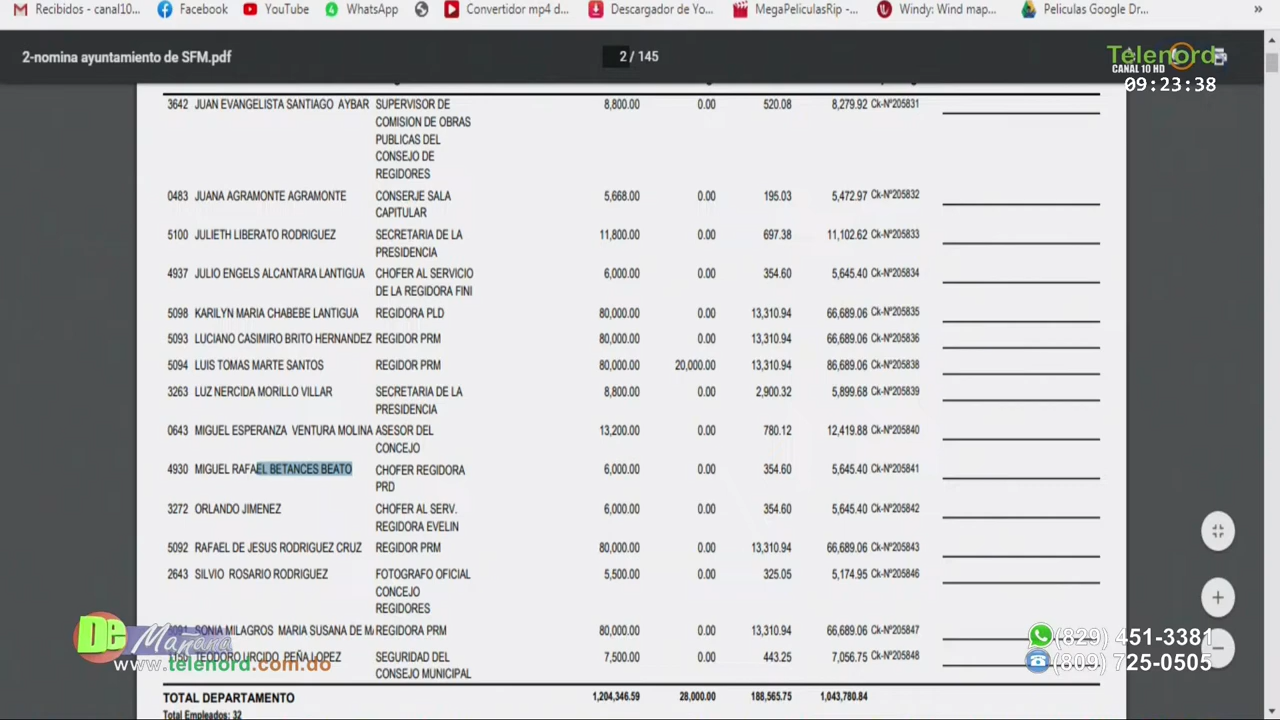 Recibidos - canal10... Facebook YouTube WhatsApp Convertidor mp4 d... Descargador de Yo... MegaPeliculasRip -... Windy: Wind map... Peliculas Google Dr... »
2-nomina ayuntamiento de SFM.pdf 2 / 145
Telenord
CANAL 10 HD
09:23:38
3642 JUAN EVANGELISTA SANTIAGO AYBAR SUPERVISOR DE 8,800.00 0.00 520.08 8,279.92 Ck-Nº205831
COMISION DE OBRAS
PUBLICAS DEL
CONSEJO DE
REGIDORES
0483 JUANA AGRAMONTE AGRAMONTE CONSERJE SALA 5,668.00 0.00 195.03 5,472.97 Ck-Nº205832
CAPITULAR
5100 JULIETH LIBERATO RODRIGUEZ SECRETARIA DE LA 11,800.00 0.00 697.38 11,102.62 Ck-Nº205833
PRESIDENCIA
4937 JULIO ENGELS ALCANTARA LANTIGUA CHOFER AL SERVICIO 6,000.00 0.00 354.60 5,645.40 Ck-Nº205834
DE LA REGIDORA FINI
5098 KARILYN MARIA CHABEBE LANTIGUA REGIDORA PLD 80,000.00 0.00 13,310.94 66,689.06 Ck-Nº205835
5093 LUCIANO CASIMIRO BRITO HERNANDEZ REGIDOR PRM 80,000.00 0.00 13,310.94 66,689.06 Ck-Nº205836
5094 LUIS TOMAS MARTE SANTOS REGIDOR PRM 80,000.00 20,000.00 13,310.94 86,689.06 Ck-Nº205838
3263 LUZ NERCIDA MORILLO VILLAR SECRETARIA DE LA 8,800.00 0.00 2,900.32 5,899.68 Ck-Nº205839
PRESIDENCIA
0643 MIGUEL ESPERANZA VENTURA MOLINA ASESOR DEL 13,200.00 0.00 780.12 12,419.88 Ck-Nº205840
CONCEJO
4930 MIGUEL RAFAEL BETANCES BEATO CHOFER REGIDORA 6,000.00 0.00 354.60 5,645.40 Ck-Nº205841
PRD
3272 ORLANDO JIMENEZ CHOFER AL SERV. 6,000.00 0.00 354.60 5,645.40 Ck-Nº205842
REGIDORA EVELIN
5092 RAFAEL DE JESUS RODRIGUEZ CRUZ REGIDOR PRM 80,000.00 0.00 13,310.94 66,689.06 Ck-Nº205843
2643 SILVIO ROSARIO RODRIGUEZ FOTOGRAFO OFICIAL 5,500.00 0.00 325.05 5,174.95 Ck-Nº205846
CONCEJO
REGIDORES
SONIA MILAGROS MARIA SUSANA DE REGIDORA PRM 80,000.00 0.00 13,310.94 66,689.06 Ck-Nº205847
TEODORO URCIDO PEÑA LOPEZ SEGURIDAD DEL 7,500.00 0.00 443.25 7,056.75 Ck-Nº205848
CONSEJO MUNICIPAL
TOTAL DEPARTAMENTO 1,204,346.59 28,000.00 188,565.75 1,043,780.84
Total Empleados: 32
De Mañana
www.telenord.com.do
(829) 451-3381
(809) 725-0505